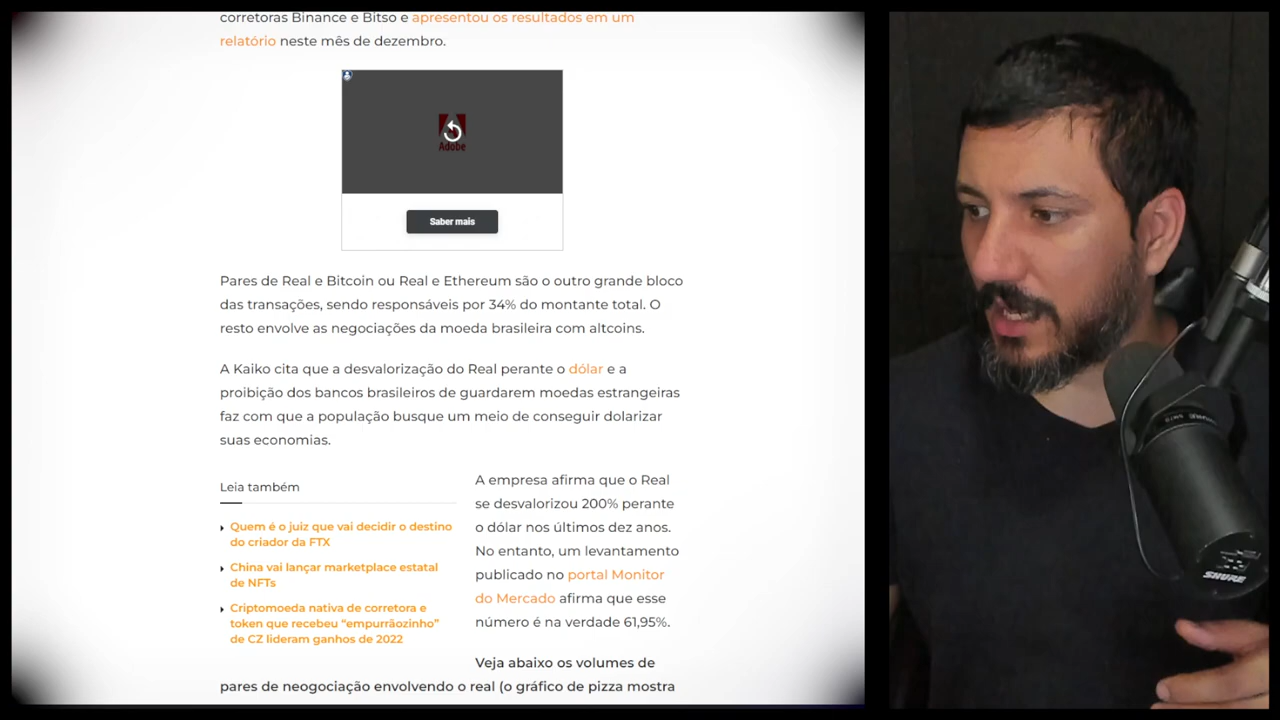 corretoras Binance e Bitso e apresentou os resultados em um
relatório neste mês de dezembro.
Adobe
Saber mais
Pares de Real e Bitcoin ou Real e Ethereum são o outro grande bloco
das transações, sendo responsáveis por 34% do montante total. O
resto envolve as negociações da moeda brasileira com altcoins.
A Kaiko cita que a desvalorização do Real perante o dólar e a
proibição dos bancos brasileiros de guardarem moedas estrangeiras
faz com que a população busque um meio de conseguir dolarizar
suas economias.
Leia também
Quem é o juiz que vai decidir o destino
do criador da FTX
China vai lançar marketplace estatal
de NFTs
Criptomoeda nativa de corretora e
token que recebeu “empurrãozinho”
de CZ lideram ganhos de 2022
A empresa afirma que o Real
se desvalorizou 200% perante
o dólar nos últimos dez anos.
No entanto, um levantamento
publicado no portal Monitor
do Mercado afirma que esse
número é na verdade 61,95%.
Veja abaixo os volumes de
pares de neogociação envolvendo o real (o gráfico de pizza mostra
SHURE